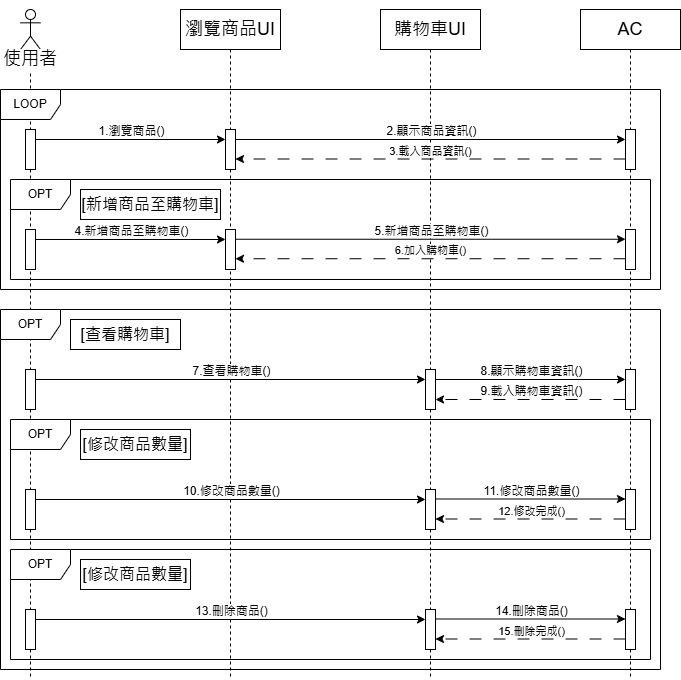 使用者
瀏覽商品UI
購物車UI
AC
LOOP
1.瀏覽商品()
2.顯示商品資訊()
3.載入商品資訊()
OPT
[新增商品至購物車]
4.新增商品至購物車()
5.新增商品至購物車()
6.加入購物車()
OPT
[查看購物車]
7.查看購物車()
8.顯示購物車資訊()
9.載入購物車資訊()
OPT
[修改商品數量]
10.修改商品數量()
11.修改商品數量()
12.修改完成()
OPT
[修改商品數量]
13.刪除商品()
14.刪除商品()
15.刪除完成()